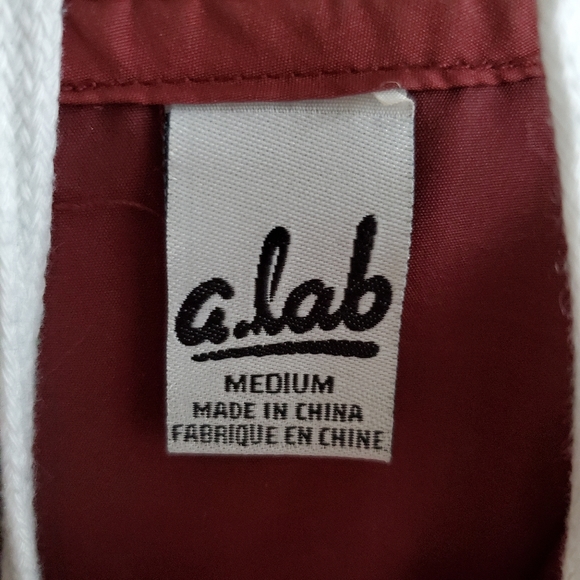 a.lab
MEDIUM
MADE IN CHINA
FABRIQUE EN CHINE